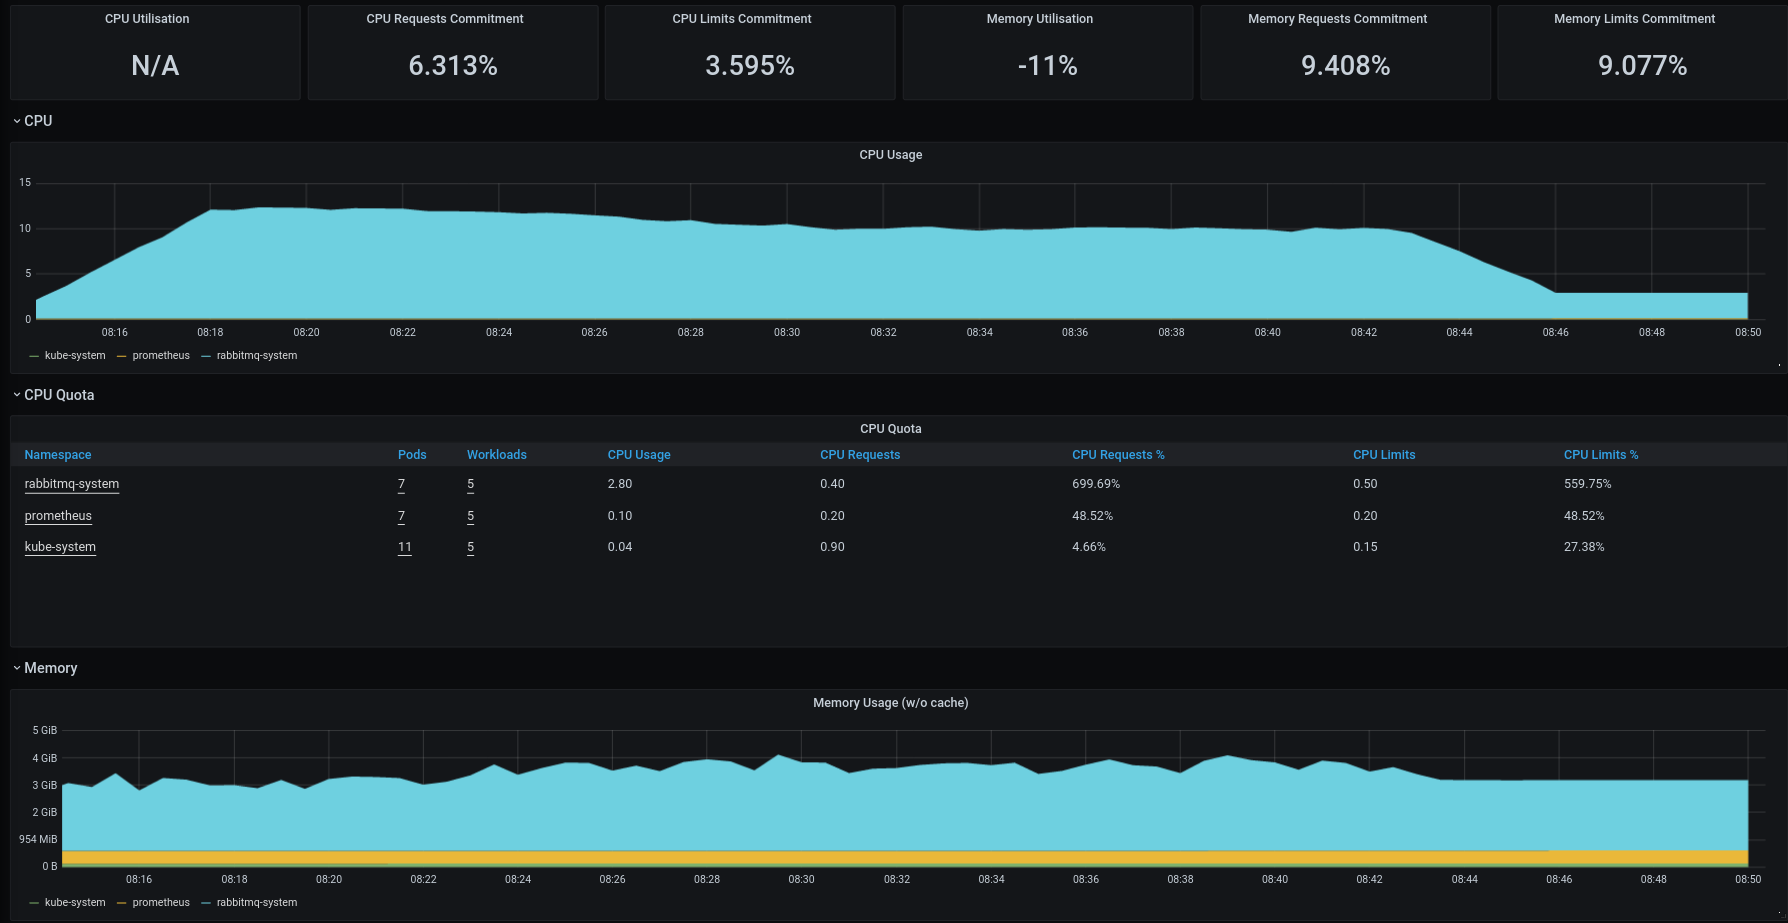 CPU Utilisation CPU Requests Commitment CPU Limits Commitment Memory Utilisation Memory Requests Commitment Memory Limits Commitment
N/A 6.313% 3.595% -11% 9.408% 9.077%
CPU
CPU Usage
15
10
5
0
08:16 08:18 08:20 08:22 08:24 08:26 08:28 08:30 08:32 08:34 08:36 08:38 08:40 08:42 08:44 08:46 08:48 08:50
kube-system prometheus rabbitmq-system
CPU Quota
CPU Quota
Namespace Pods Workloads CPU Usage CPU Requests CPU Requests % CPU Limits CPU Limits %
rabbitmq-system 7 5 2.80 0.40 699.69% 0.50 559.75%
prometheus 7 5 0.10 0.20 48.52% 0.20 48.52%
kube-system 11 5 0.04 0.90 4.66% 0.15 27.38%
Memory
Memory Usage (w/o cache)
5 GiB
4 GiB
3 GiB
2 GiB
954 MiB
0 B
08:16 08:18 08:20 08:22 08:24 08:26 08:28 08:30 08:32 08:34 08:36 08:38 08:40 08:42 08:44 08:46 08:48 08:50
kube-system prometheus rabbitmq-system